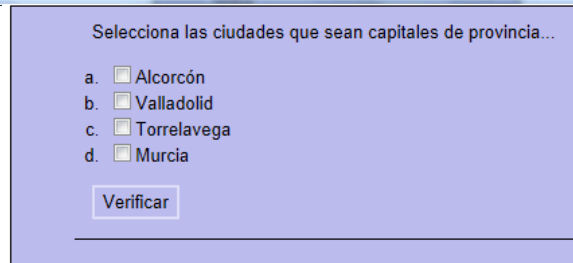 Selecciona las ciudades que sean capitales de provincia...
a. Alcorcón
b. Valladolid
c. Torrelavega
d. Murcia
Verificar